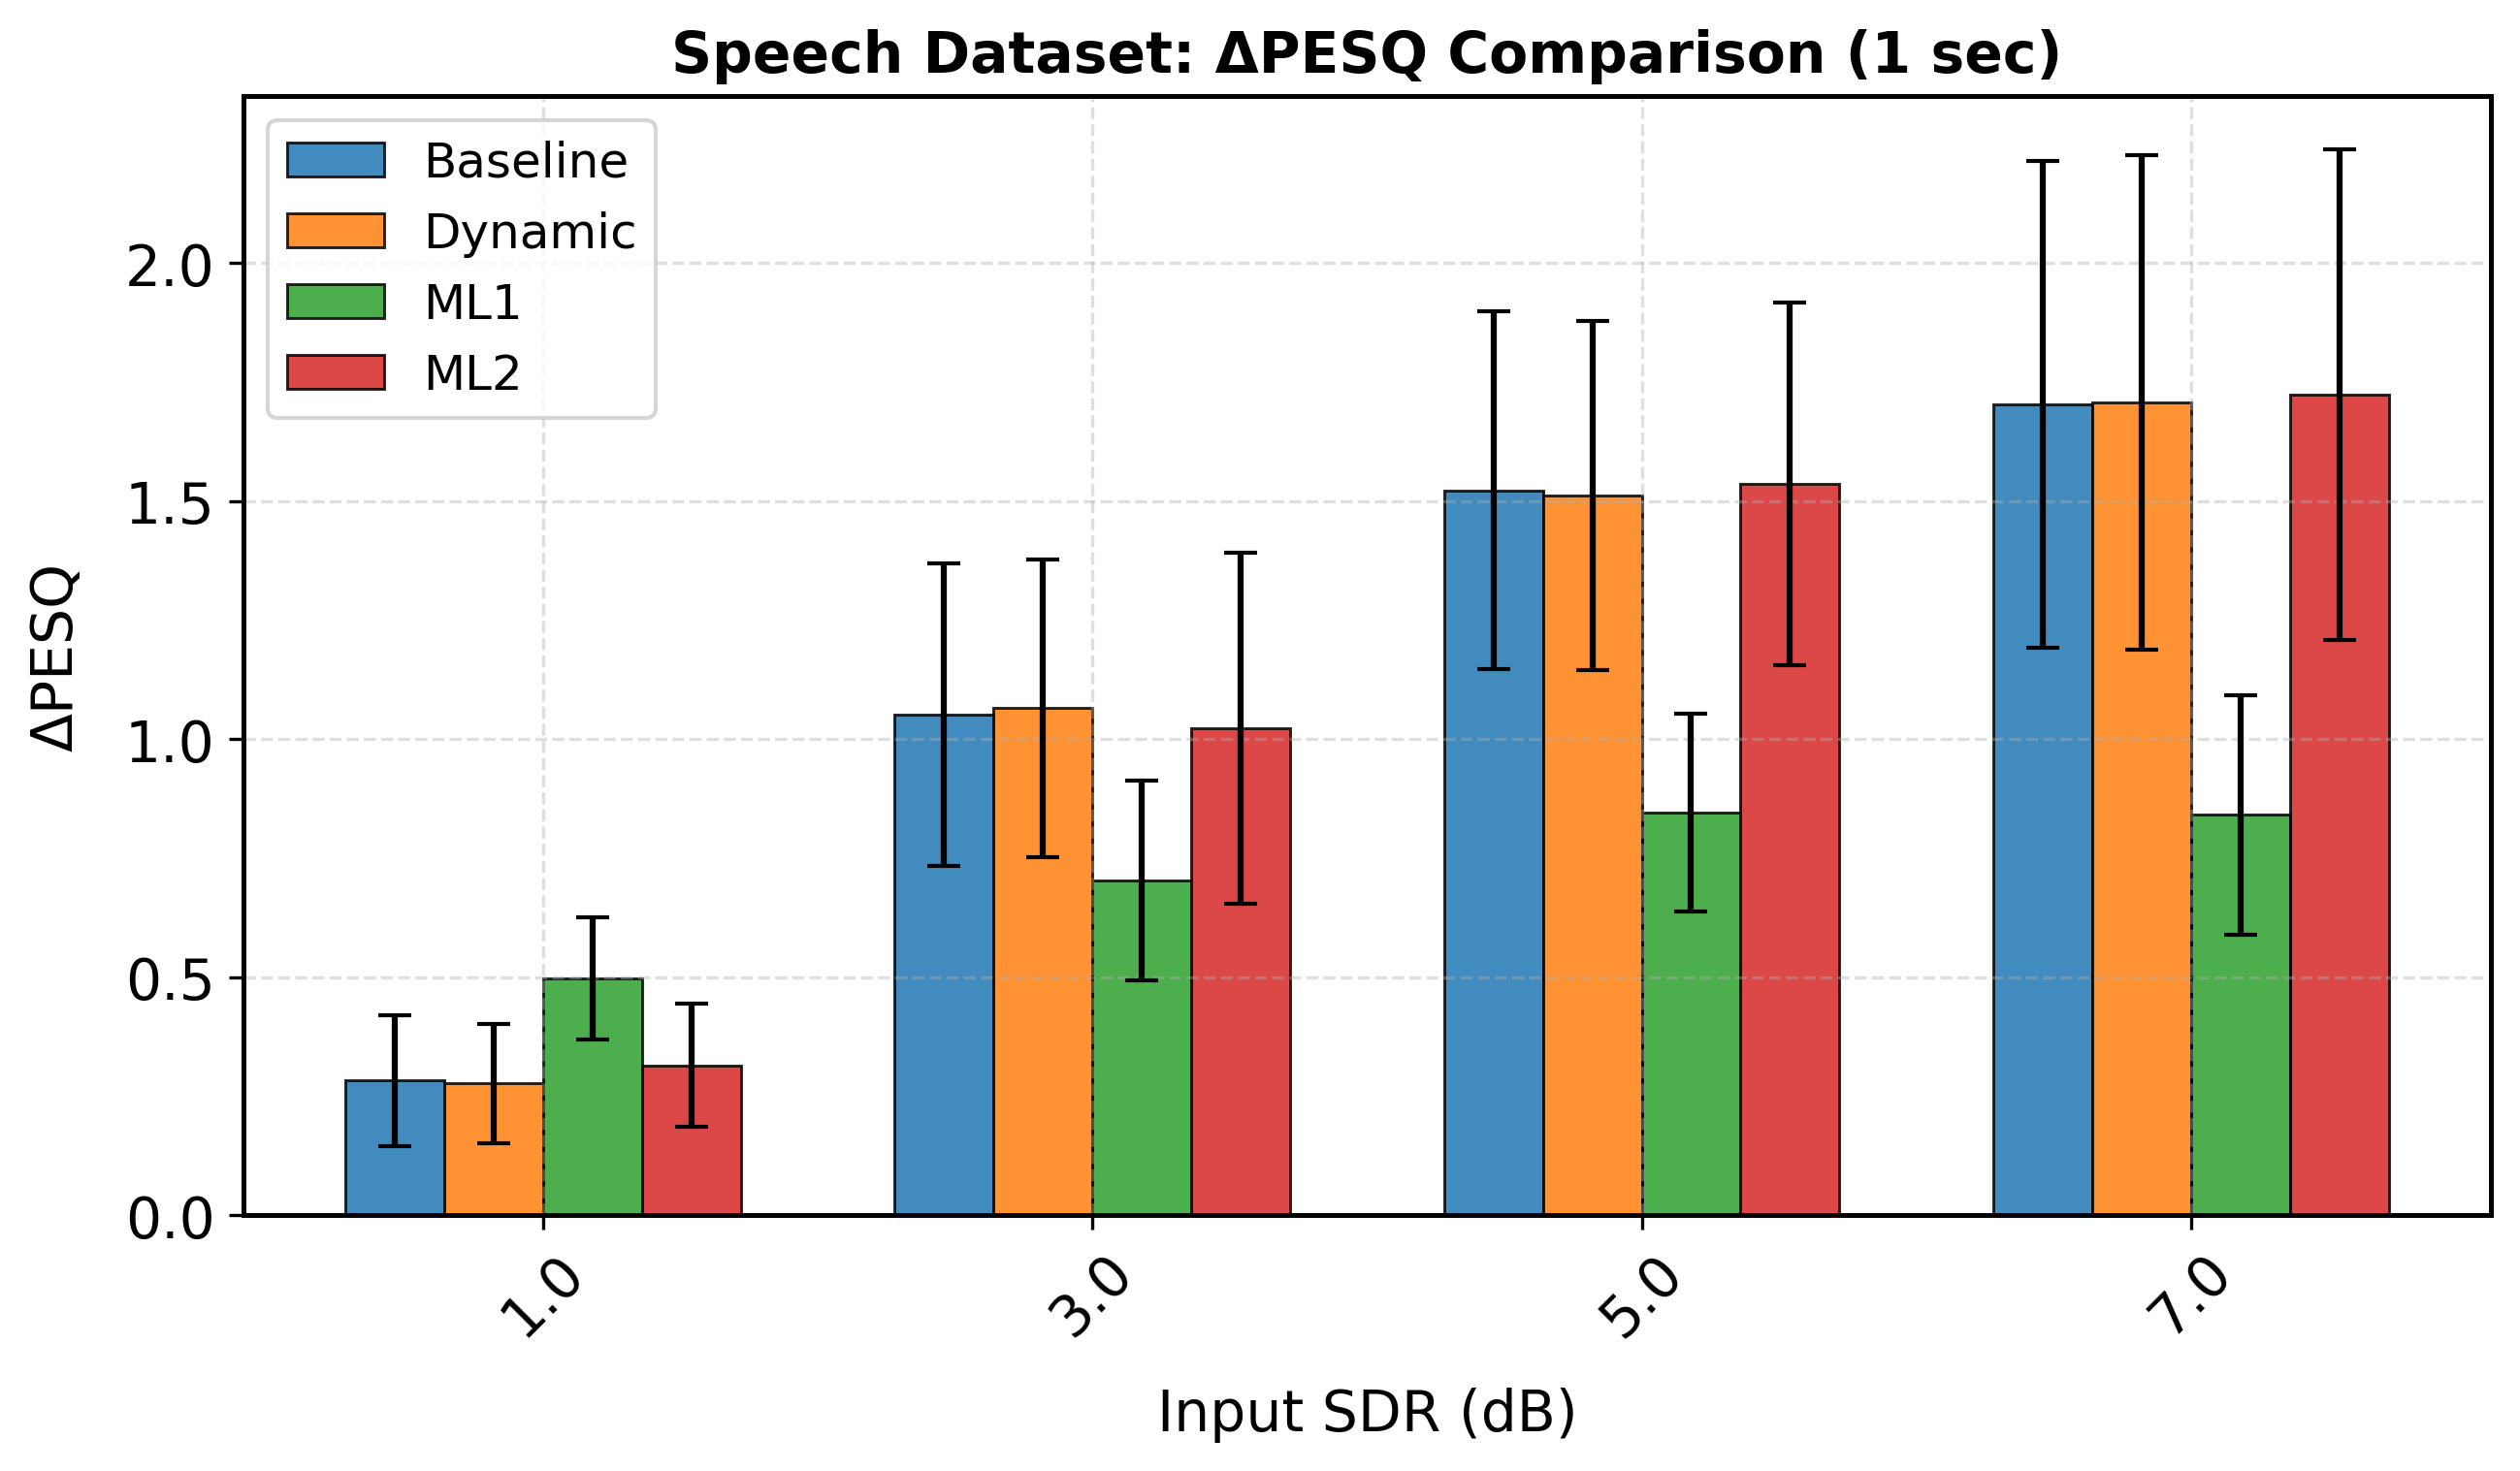 Speech Dataset: ΔPESQ Comparison (1 sec)
Baseline
Dynamic
ML1
ML2
ΔPESQ
2.0
1.5
1.0
0.5
0.0
1.0
3.0
5.0
7.0
Input SDR (dB)